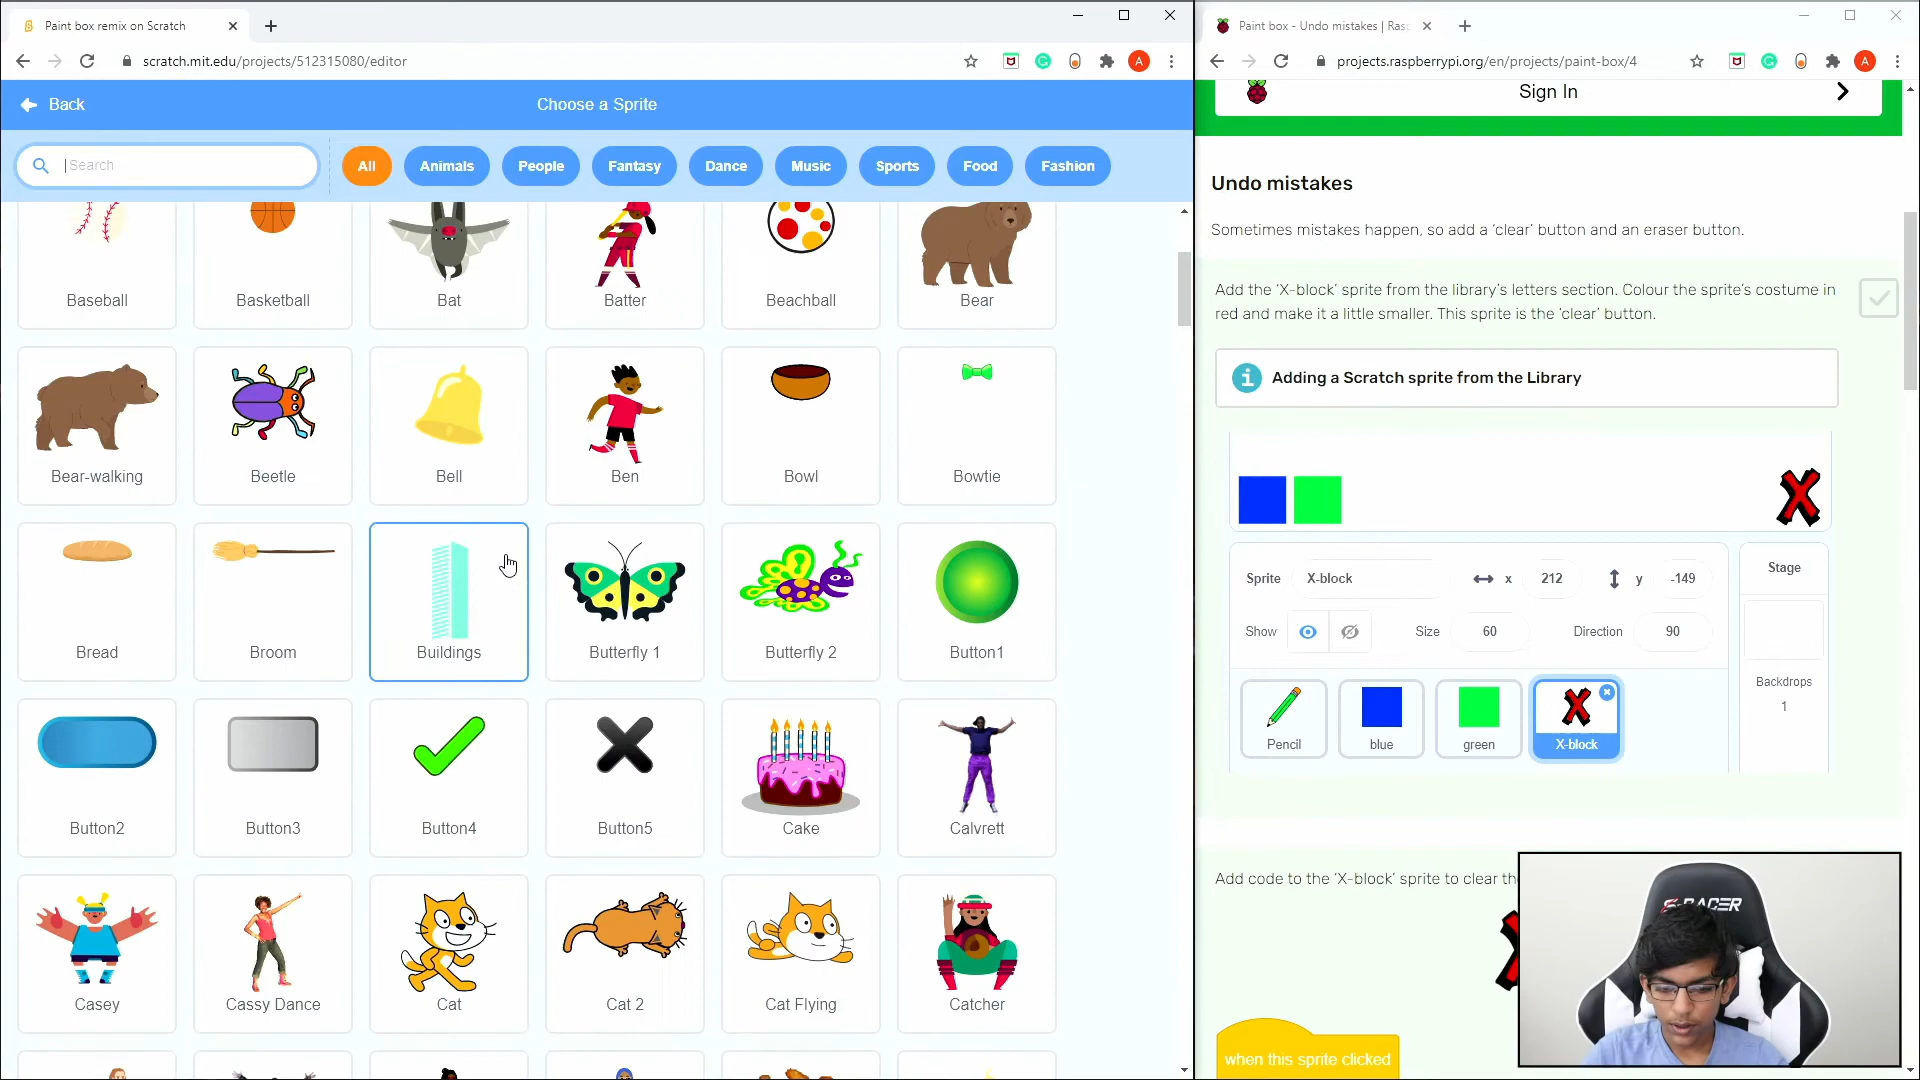 Paint box remix on Scratch
scratch.mit.edu/projects/512315080/editor
A
Back
Choose a Sprite
Search
All
Animals
People
Fantasy
Dance
Music
Sports
Food
Fashion
Baseball
Basketball
Bat
Batter
Beachball
Bear
Bear-walking
Beetle
Bell
Ben
Bowl
Bowtie
Bread
Broom
Buildings
Butterfly 1
Butterfly 2
Button1
Button2
Button3
Button4
Button5
Cake
Calvrett
Casey
Cassy Dance
Cat
Cat 2
Cat Flying
Catcher
Paint box - Undo mistakes | Rasp
projects.raspberrypi.org/en/projects/paint-box/4
A
Sign In
Undo mistakes
Sometimes mistakes happen, so add a ‘clear’ button and an eraser button.
Add the ‘X-block’ sprite from the library’s letters section. Colour the sprite’s costume in
red and make it a little smaller. This sprite is the ‘clear’ button.
i Adding a Scratch sprite from the Library
X
Sprite X-block x 212 y -149
Show Size 60 Direction 90
Stage
Backdrops
1
Pencil
blue
green
X-block
Add code to the ‘X-block’ sprite to clear the
when this sprite clicked